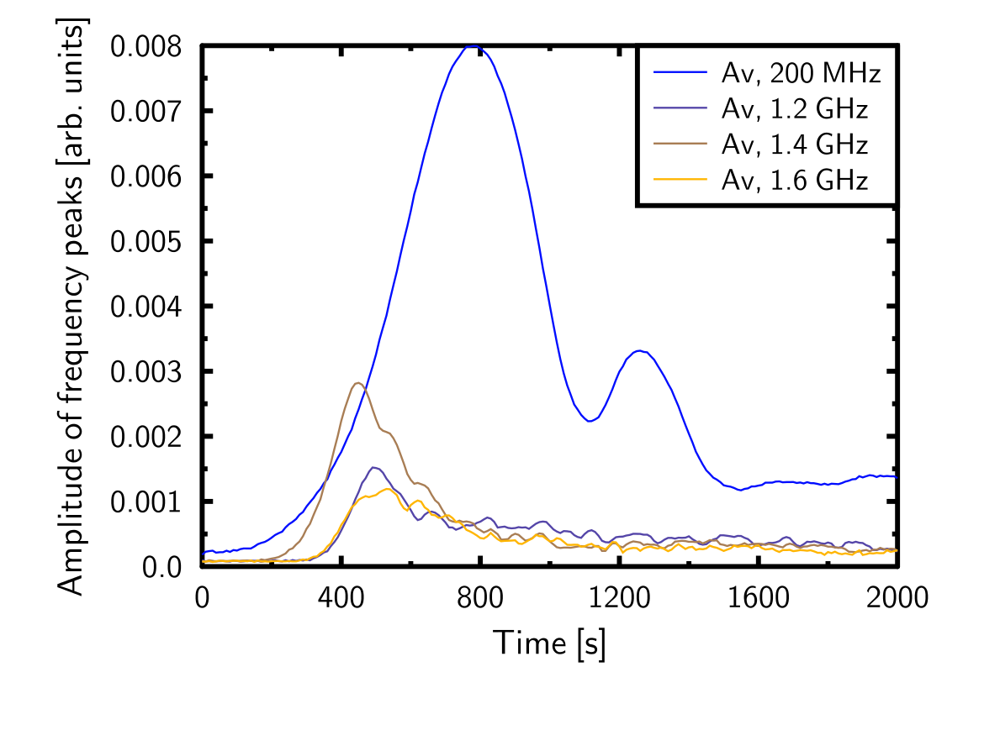 Amplitude of frequency peaks [arb. units]
0.008
0.007
0.006
0.005
0.004
0.003
0.002
0.001
0.0
Av, 200 MHz
Av, 1.2 GHz
Av, 1.4 GHz
Av, 1.6 GHz
0 400 800 1200 1600 2000
Time [s]